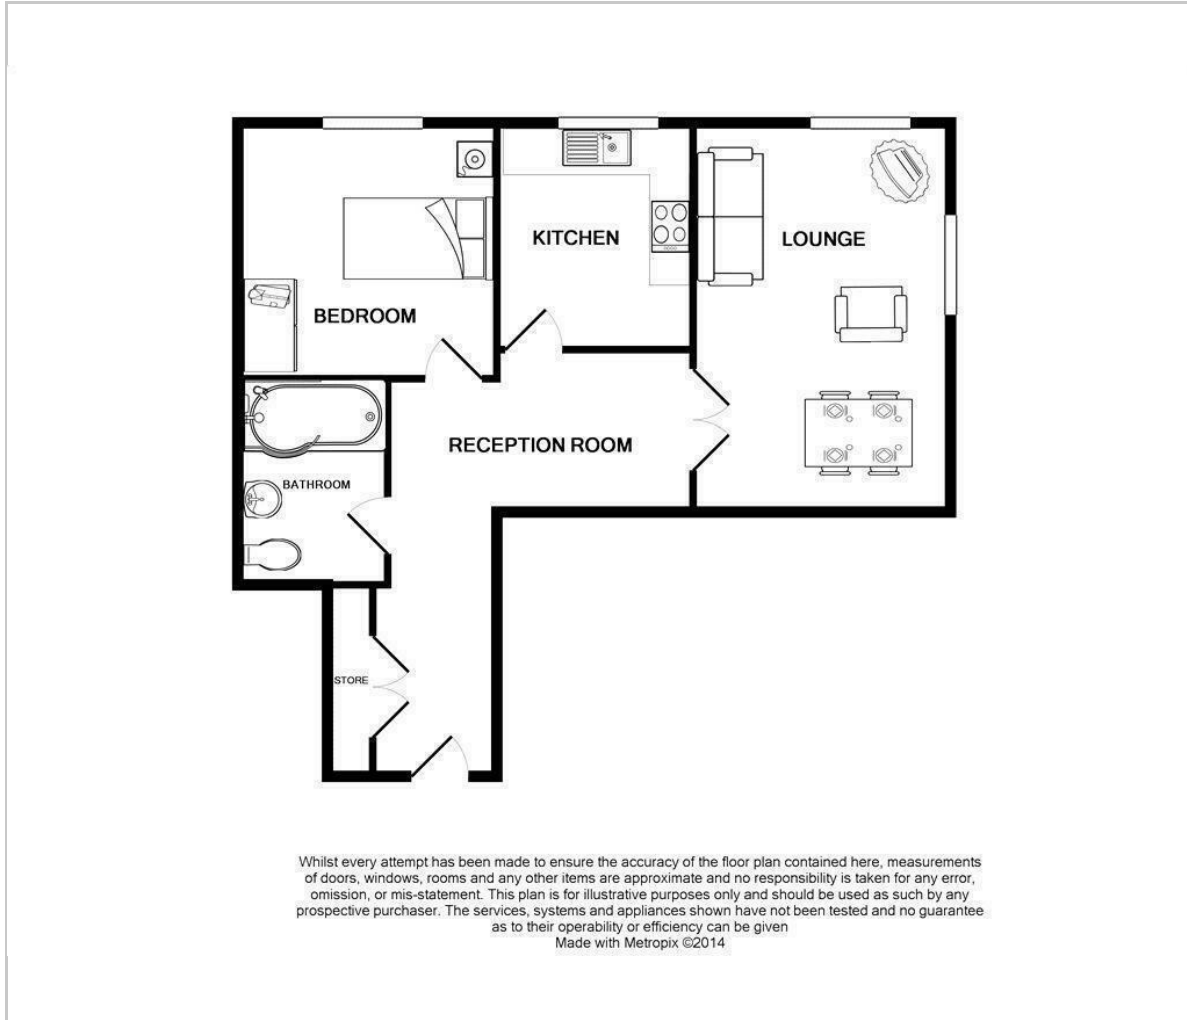 KITCHEN
LOUNGE
BEDROOM
RECEPTION ROOM
BATHROOM
STORE
Whilst every attempt has been made to ensure the accuracy of the floor plan contained here, measurements
of doors, windows, rooms and any other items are approximate and no responsibility is taken for any error,
omission, or mis-statement. This plan is for illustrative purposes only and should be used as such by any
prospective purchaser. The services, systems and appliances shown have not been tested and no guarantee
as to their operability or efficiency can be given
Made with Metropix ©2014